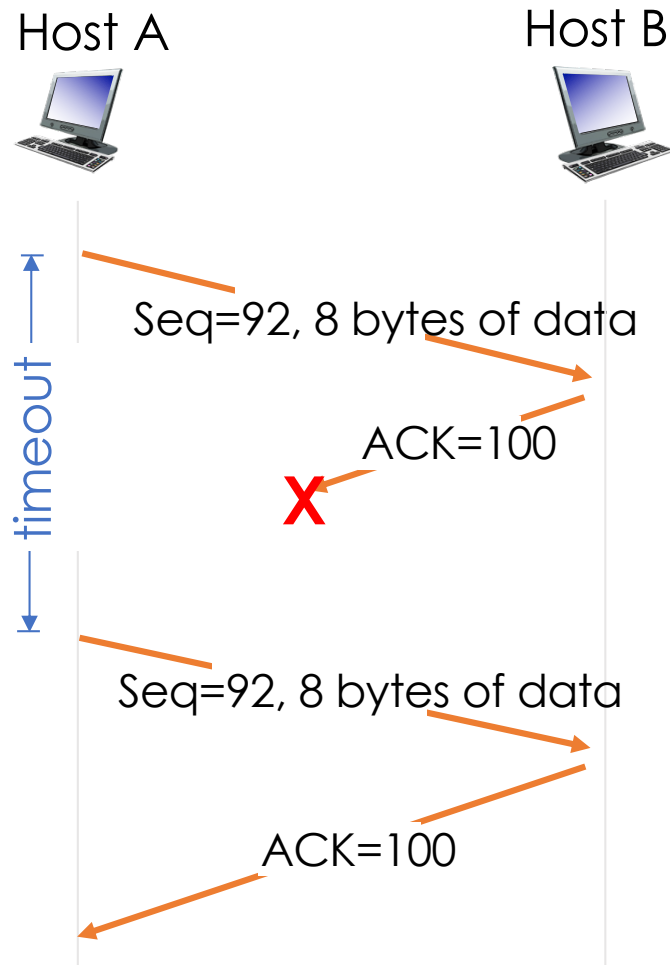 Host A
Host B
Seq=92, 8 bytes of data
ACK=100
X
timeout
Seq=92, 8 bytes of data
ACK=100